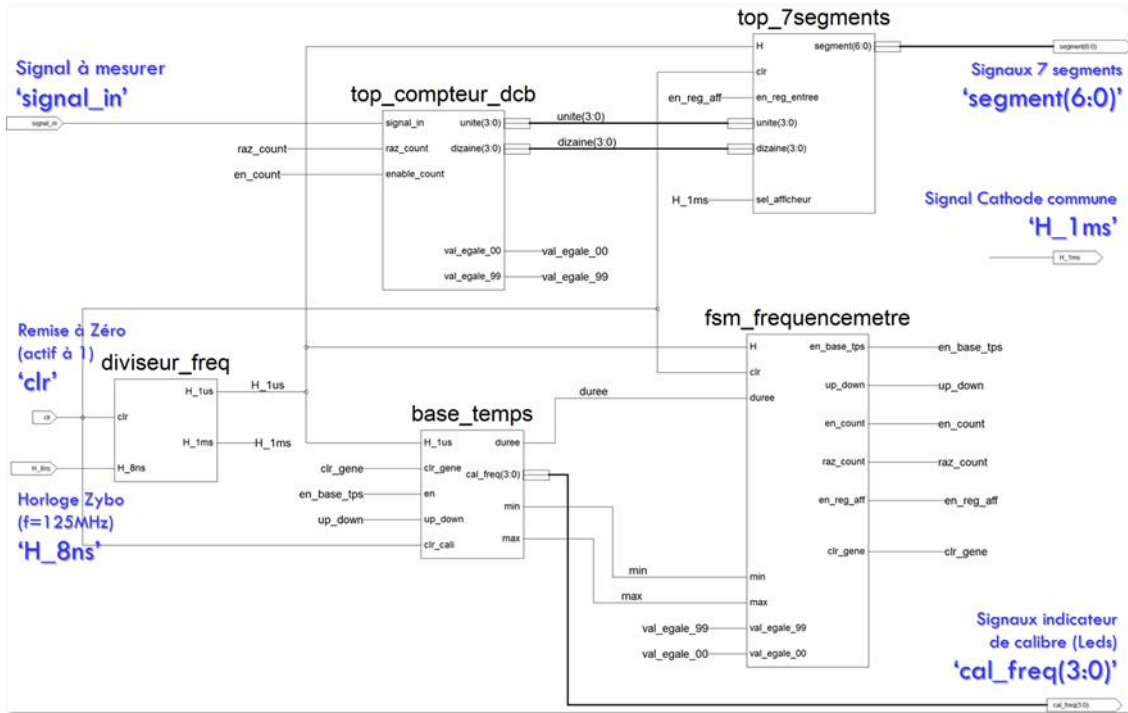 top_7segments
H
segment(6:0)
segment(6:0)
Signal à mesurer
'signal_in'
clr
Signaux 7 segments
'segment(6:0)'
top_compteur_dcb
en_reg_aff
en_reg_entree
signal_in
signal_in
unite(3:0)
unite(3:0)
unite(3:0)
raz_count
raz_count
dizaine(3:0)
dizaine(3:0)
dizaine(3:0)
en_count
enable_count
H_1ms
sel_afficheur
Signal Cathode commune
'H_1ms'
val_egale_00
val_egale_00
H_1ms
val_egale_99
val_egale_99
Remise à Zéro
(actif à 1)
'clr'
fsm_frequencemetre
diviseur_freq
H
en_base_tps
en_base_tps
clr
H_1us
H_1us
up_down
up_down
duree
duree
clr
clr
base_temps
en_count
en_count
H_1ms
H_1ms
H_1us
duree
H_8ns
H_8ns
clr_gene
clr_gene
cal_freq(3:0)
raz_count
raz_count
Horloge Zybo
(f=125MHz)
'H_8ns'
en_base_tps
en
min
en_reg_aff
en_reg_aff
up_down
up_down
max
clr_cali
clr_gene
clr_gene
min
min
max
max
val_egale_99
val_egale_99
val_egale_00
val_egale_00
Signaux indicateur
de calibre (Leds)
'cal_freq(3:0)'
cal_freq(3:0)